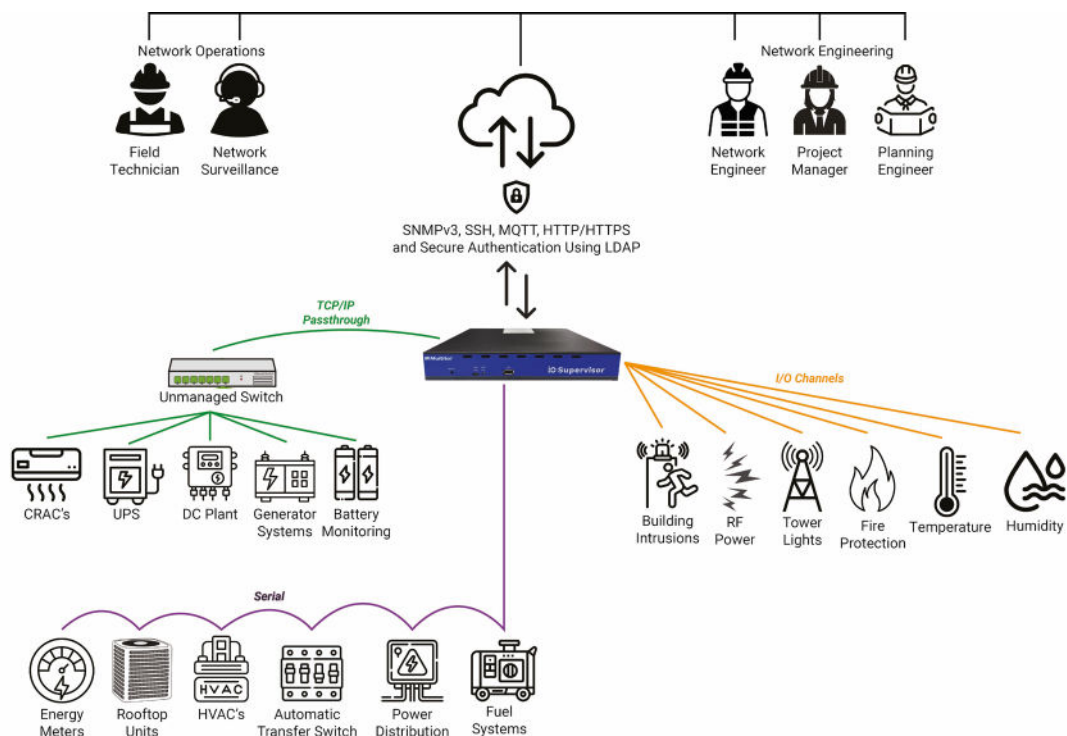 Network Operations
Network Engineering
Field
Technician
Network
Surveillance
Network
Engineer
Project
Manager
Planning
Engineer
SNMPv3, SSH, MQTT, HTTP/HTTPS
and Secure Authentication Using LDAP
TCP/IP
Passthrough
iO:Supervisor
I/O Channels
Unmanaged Switch
CRAC's
UPS
DC Plant
Generator
Systems
Battery
Monitoring
Building
Intrusions
RF
Power
Tower
Lights
Fire
Protection
Temperature
Humidity
Serial
HVAC
Energy
Meters
Rooftop
Units
HVAC's
Automatic
Transfer Switch
Power
Distribution
Fuel
Systems